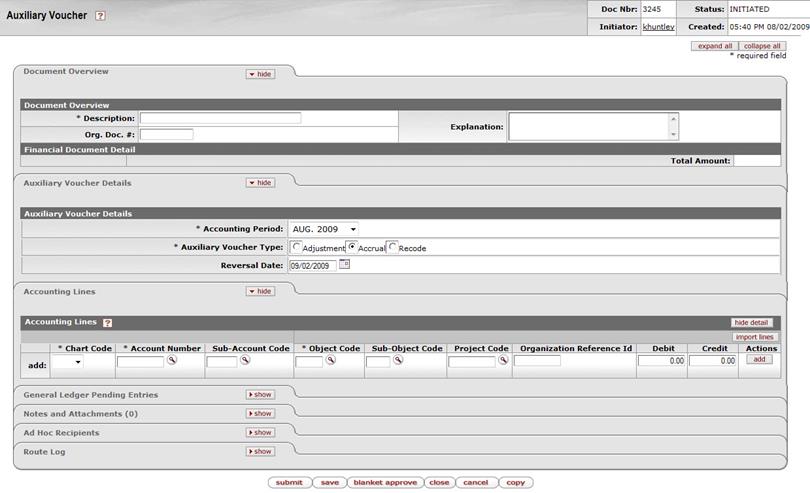 Auxiliary Voucher ?
Doc Nbr: 3245 Status: INITIATED
Initiator: khuntley Created: 05:40 PM 08/02/2009
expand all collapse all
* required field
Document Overview hide
Document Overview
* Description: Explanation:
Org. Doc. #:
Financial Document Detail
Total Amount:
Auxiliary Voucher Details hide
Auxiliary Voucher Details
* Accounting Period: AUG. 2009
* Auxiliary Voucher Type: Adjustment Accrual Recode
Reversal Date: 09/02/2009
Accounting Lines hide
Accounting Lines ? hide detail
import lines
* Chart Code * Account Number Sub-Account Code * Object Code Sub-Object Code Project Code Organization Reference Id Debit Credit Actions
add: 0.00 0.00 add
General Ledger Pending Entries show
Notes and Attachments (0) show
Ad Hoc Recipients show
Route Log show
submit save blanket approve close cancel copy